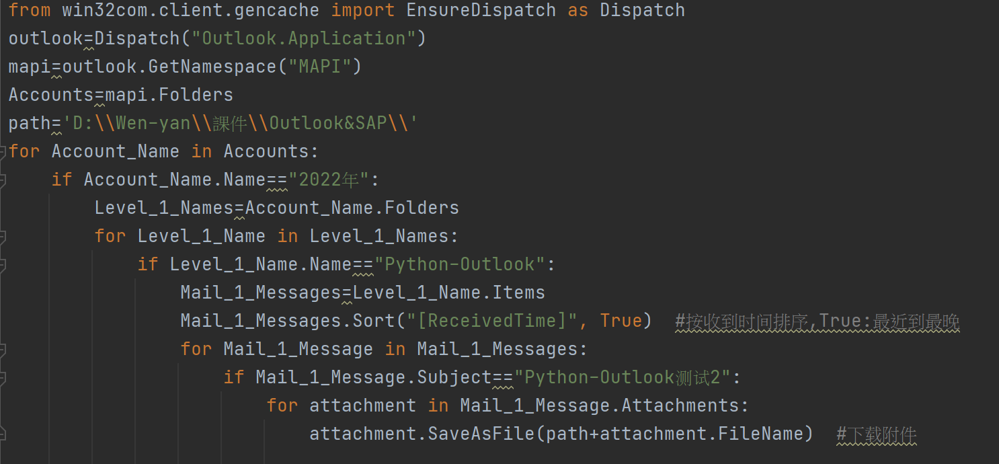 from win32com.client.gencache import EnsureDispatch as Dispatch
outlook=Dispatch("Outlook.Application")
mapi=outlook.GetNamespace("MAPI")
Accounts=mapi.Folders
path='D:\\Wen-yan\\課件\\Outlook&SAP\\'
for Account_Name in Accounts:
    if Account_Name.Name=="2022年":
        Level_1_Names=Account_Name.Folders
        for Level_1_Name in Level_1_Names:
            if Level_1_Name.Name=="Python-Outlook":
                Mail_1_Messages=Level_1_Name.Items
                Mail_1_Messages.Sort("[ReceivedTime]", True)  #按收到时间排序,True:最近到最晚
                for Mail_1_Message in Mail_1_Messages:
                    if Mail_1_Message.Subject=="Python-Outlook测试2":
                        for attachment in Mail_1_Message.Attachments:
                            attachment.SaveAsFile(path+attachment.FileName)  #下载附件